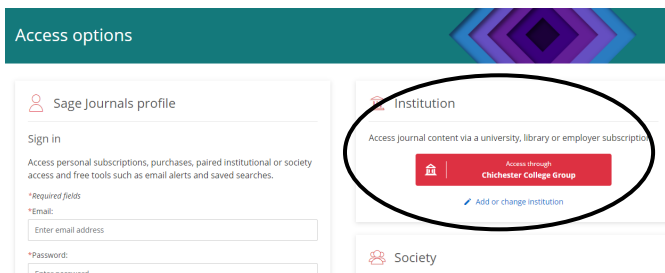 Access options
Sage Journals profile
Sign in
Access personal subscriptions, purchases, paired institutional or society
access and free tools such as email alerts and saved searches.
*Required fields
*Email:
Enter email address
*Password:
Enter password
Institution
Access journal content via a university, library or employer subscription
Access through
Chichester College Group
Add or change institution
Society